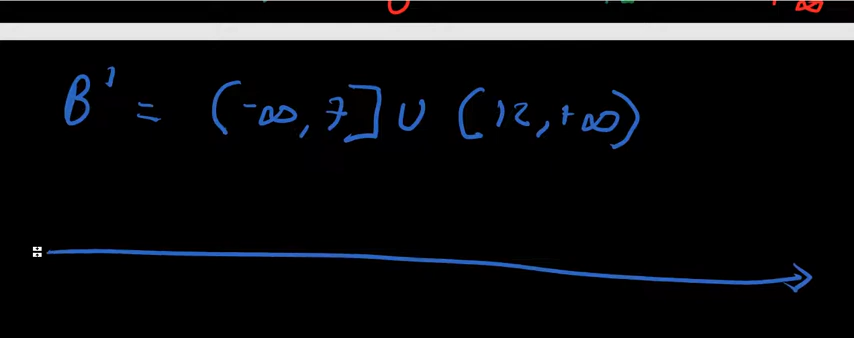 B' = (-∞, 7] ∪ (12, +∞)